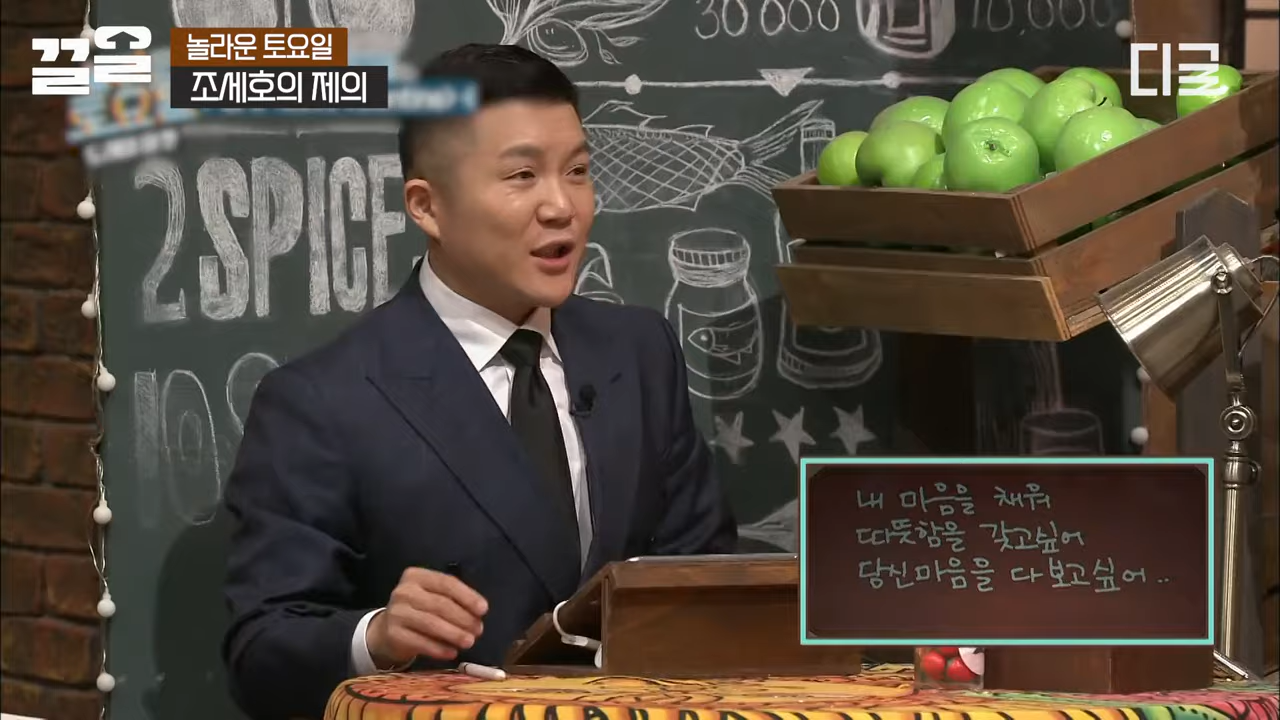 끌올
놀라운 토요일
조세호의 제의
디글
30 000
10,000
2 SPICE
10
내 마음을 채워
따뜻함을 갖고싶어
당신마음을 다 보고싶어..